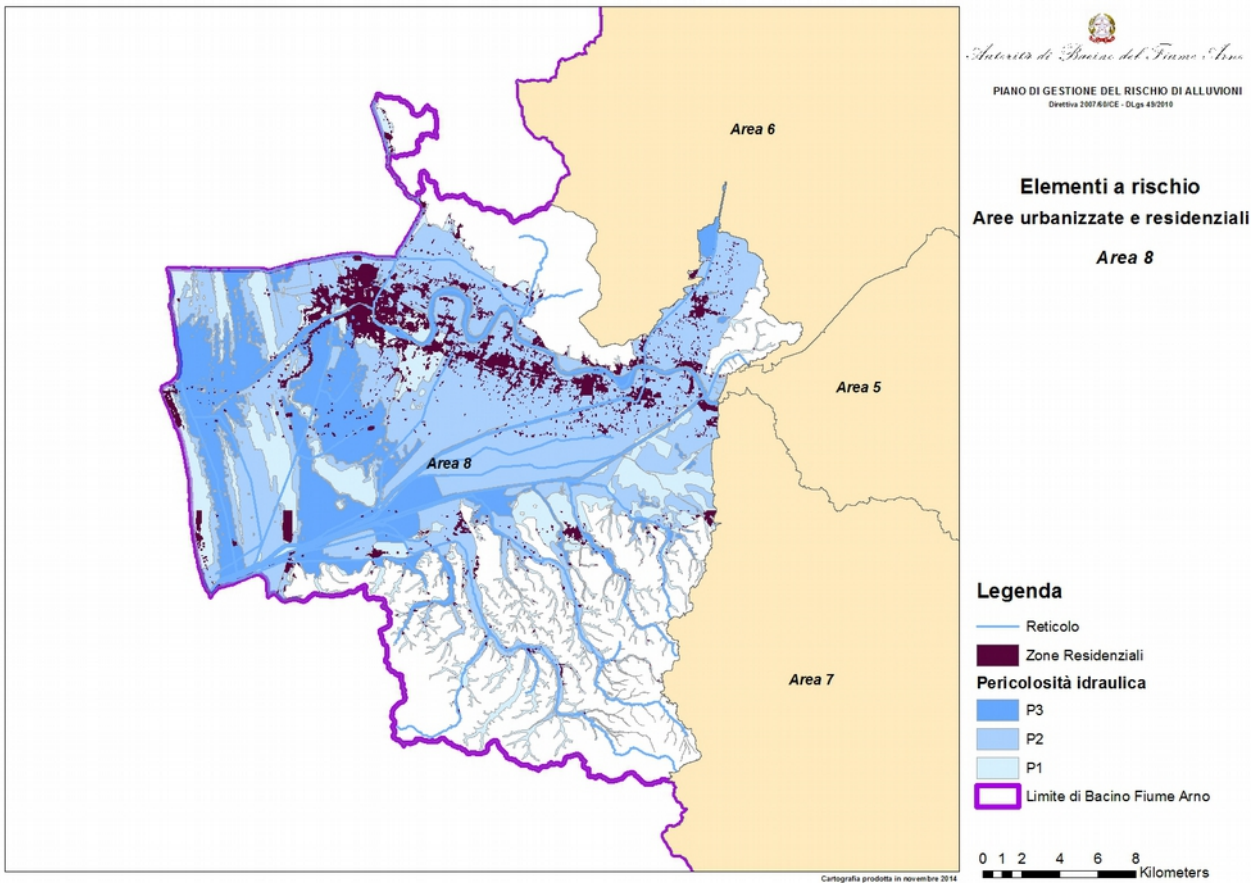 Autorità di Bacino del Fiume Arno
PIANO DI GESTIONE DEL RISCHIO DI ALLUVIONI
Direttiva 2007/60/CE - DLgs 49/2010
Elementi a rischio
Aree urbanizzate e residenziali
Area 8
Area 6
Area 5
Area 8
Area 7
Legenda
Reticolo
Zone Residenziali
Pericolosità idraulica
P3
P2
P1
Limite di Bacino Fiume Arno
0 1 2 4 6 8
Kilometers
Cartografia prodotta in novembre 2014